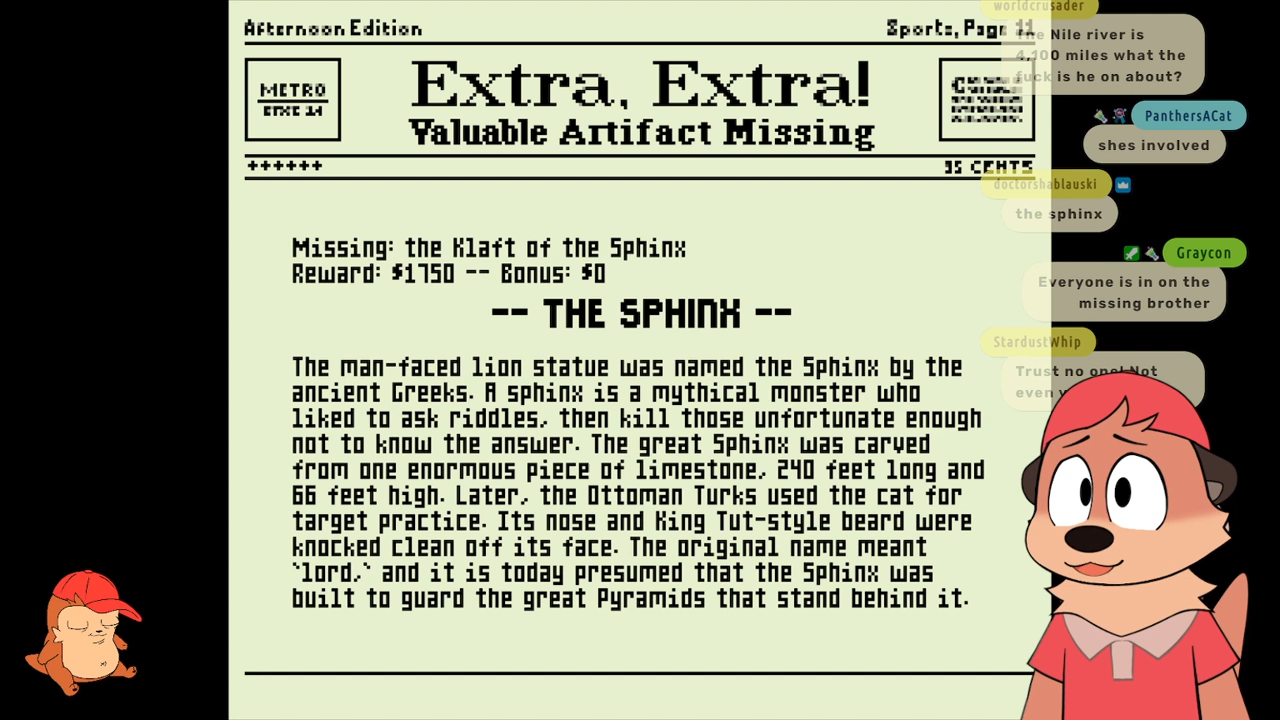 Afternoon Edition
Sports, Page 11
METRO
Extra, Extra!
Valuable Artifact Missing
++++++
35 CENTS
Missing: the Klaft of the Sphinx
Reward: $1750 -- Bonus: $0
-- THE SPHINX --
The man-faced lion statue was named the Sphinx by the
ancient Greeks. A sphinx is a mythical monster who
liked to ask riddles, then kill those unfortunate enough
not to know the answer. The great Sphinx was carved
from one enormous piece of limestone, 240 feet long and
66 feet high. Later, the Ottoman Turks used the cat for
target practice. Its nose and King Tut-style beard were
knocked clean off its face. The original name meant
`lord,` and it is today presumed that the Sphinx was
built to guard the great Pyramids that stand behind it.
worldcrusader
The Nile river is
4,100 miles what the
fuck is he on about?
PanthersACat
shes involved
doctorshablauski
the sphinx
Graycon
Everyone is in on the
missing brother
StardustWhip
Trust no one! Not
even